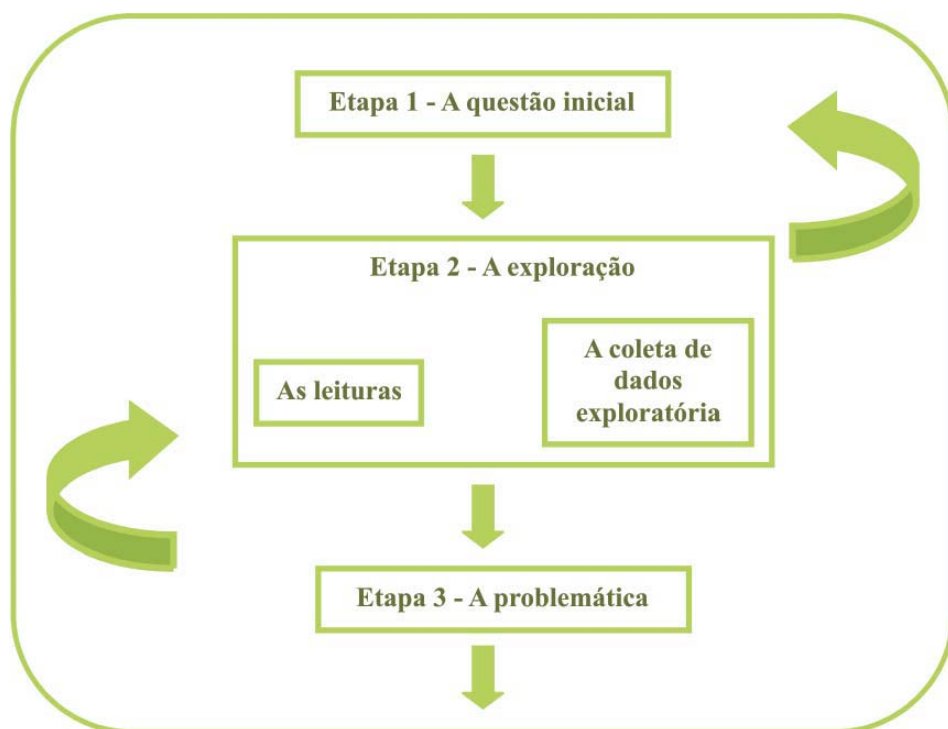 Etapa 1 - A questão inicial
Etapa 2 - A exploração
As leituras
A coleta de
dados
exploratória
Etapa 3 - A problemática